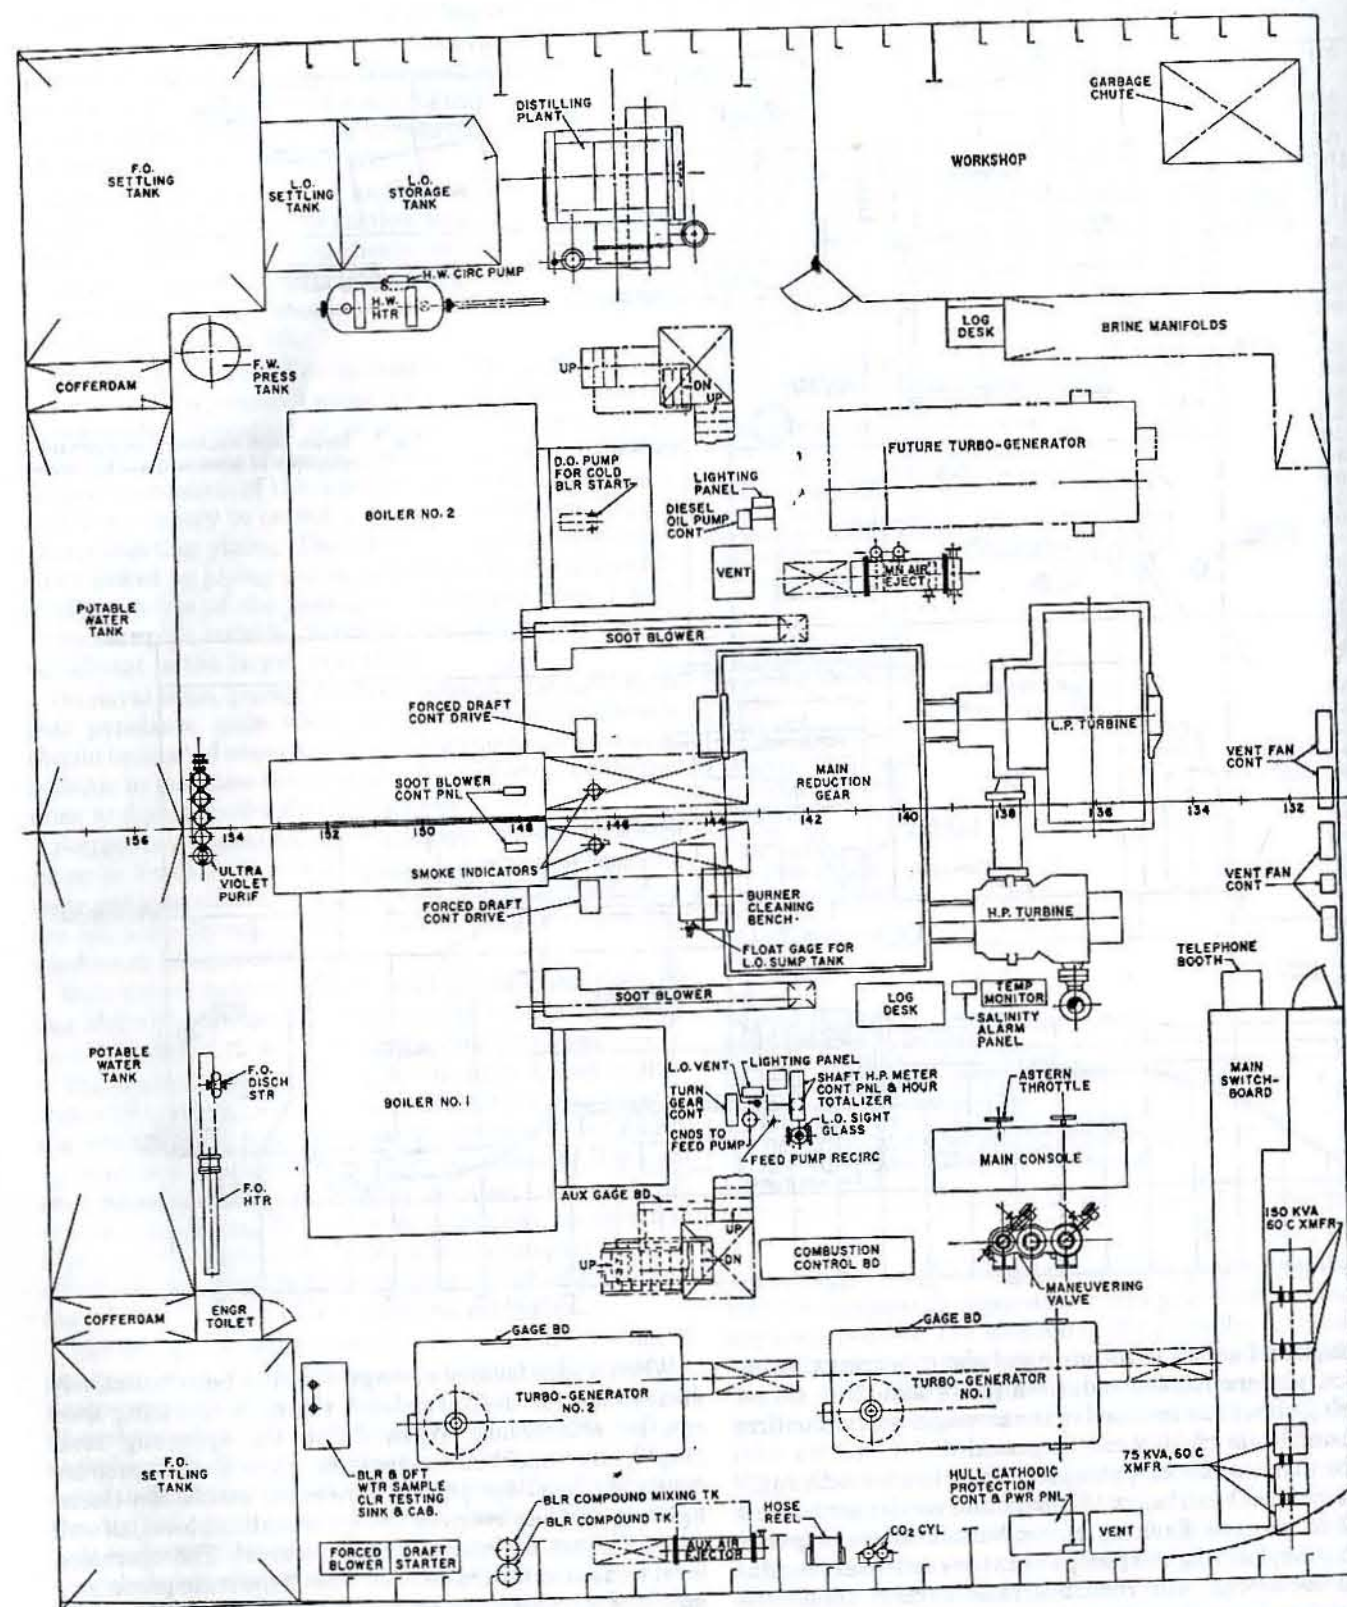 GARBAGE
CHUTE
DISTILLING
PLANT
WORKSHOP
F.O.
SETTLING
TANK
L.O.
SETTLING
TANK
L.O.
STORAGE
TANK
H.W. CIRC PUMP
H.W.
HTR
LOG
DESK
BRINE MANIFOLDS
F.W.
PRESS
TANK
COFFERDAM
UP
DN
UP
FUTURE TURBO-GENERATOR
D.O. PUMP
FOR COLD
BLR START
LIGHTING
PANEL
DIESEL
OIL PUMP
CONT
BOILER NO. 2
VENT
MN AIR
EJECT
POTABLE
WATER
TANK
SOOT BLOWER
FORCED DRAFT
CONT DRIVE
L.P. TURBINE
VENT FAN
CONT
SOOT BLOWER
CONT PNL
MAIN
REDUCTION
GEAR
156 154 152 150 148 146 144 142 140 138 136 134 132
ULTRA
VIOLET
PURIF
SMOKE INDICATORS
VENT FAN
CONT
FORCED DRAFT
CONT DRIVE
BURNER
CLEANING
BENCH
H.P. TURBINE
FLOAT GAGE FOR
L.O. SUMP TANK
TELEPHONE
BOOTH
SOOT BLOWER
LOG
DESK
TEMP
MONITOR
SALINITY
ALARM
PANEL
POTABLE
WATER
TANK
F.O.
DISCH
STR
MAIN
SWITCH-
BOARD
L.O. VENT
LIGHTING PANEL
TURN
GEAR
CONT
SHAFT H.P. METER
CONT PNL & HOUR
TOTALIZER
ASTERN
THROTTLE
BOILER NO. 1
L.O. SIGHT
GLASS
CNDS TO
FEED PUMP
FEED PUMP RECIRC
MAIN CONSOLE
F.O.
HTR
AUX GAGE BD
150 KVA
60 C XMFR
UP
UP
DN
COMBUSTION
CONTROL BD
MANEUVERING
VALVE
COFFERDAM
ENGR
TOILET
GAGE BD
GAGE BD
TURBO-GENERATOR
NO. 2
TURBO-GENERATOR
NO. 1
F.O.
SETTLING
TANK
BLR & DFT
WTR SAMPLE
CLR TESTING
SINK & CAB.
75 KVA, 60 C
XMFR
HULL CATHODIC
PROTECTION
CONT & PWR PNL
BLR COMPOUND MIXING TK
BLR COMPOUND TK
HOSE
REEL
CO2 CYL
VENT
FORCED
BLOWER
DRAFT
STARTER
AUX AIR
EJECTOR